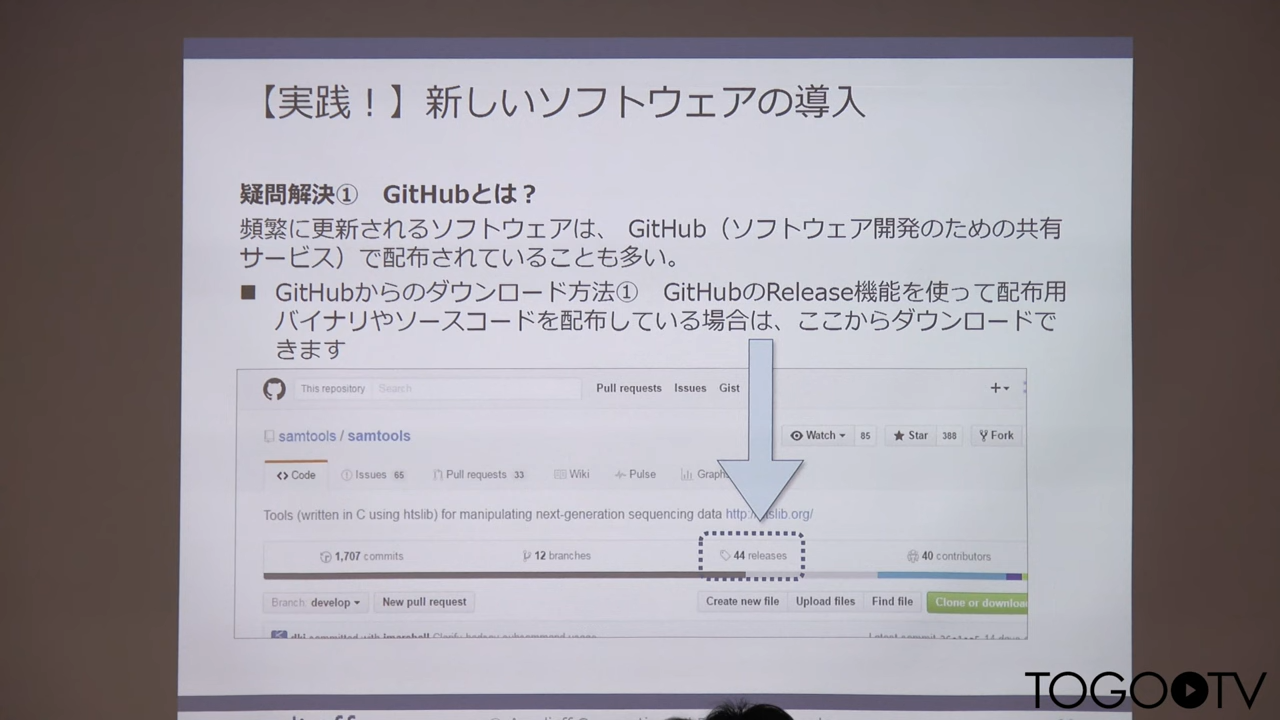 【実践！】新しいソフトウェアの導入
疑問解決① GitHubとは？
頻繁に更新されるソフトウェアは、 GitHub（ソフトウェア開発のための共有
サービス）で配布されていることも多い。
■ GitHubからのダウンロード方法① GitHubのRelease機能を使って配布用
バイナリやソースコードを配布している場合は、ここからダウンロードで
きます
This repository Search Pull requests Issues Gist
samtools / samtools Watch 85 Star 388 Fork
Code Issues 65 Pull requests 33 Wiki Pulse
Tools (written in C using htslib) for manipulating next-generation sequencing data
1,707 commits 12 branches 44 releases 40 contributors
Branch: develop New pull request Create new file Upload files Find file Clone or
TOGOTV